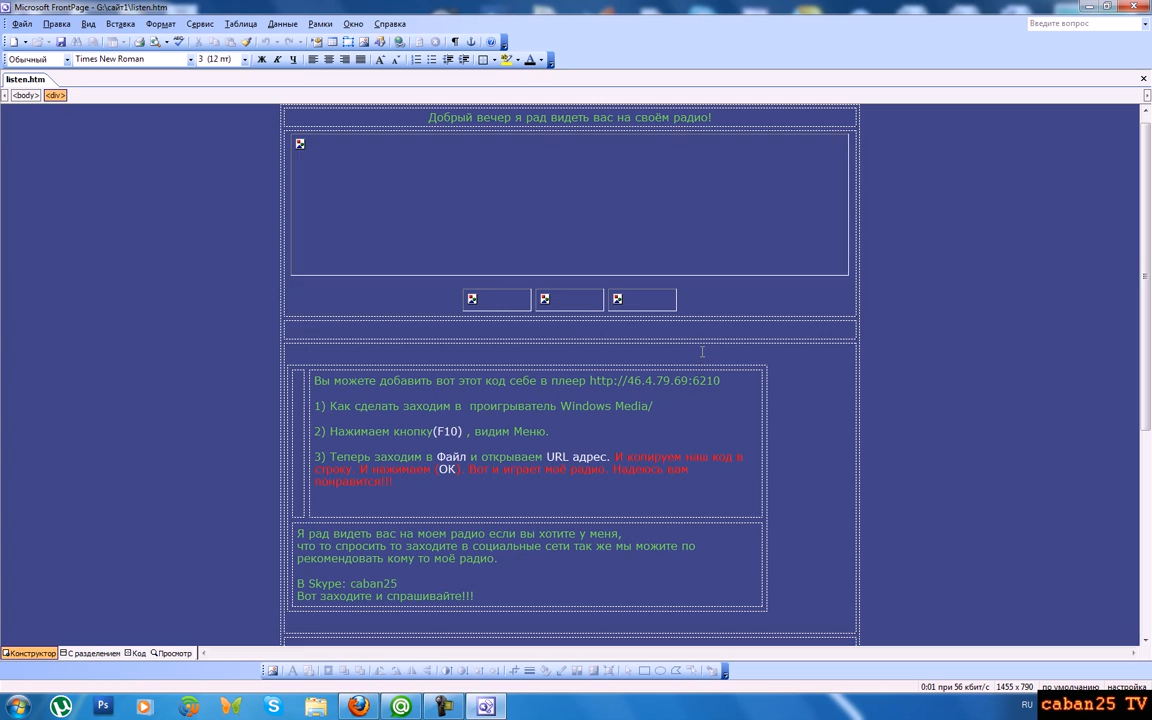 Microsoft FrontPage - G:\сайт1\listen.htm
Файл Правка Вид Вставка Формат Сервис Таблица Данные Рамки Окно Справка
Введите вопрос
Обычный Times New Roman 3 (12 пт) Ж К Ч
listen.htm
<body> <div>
Добрый вечер я рад видеть вас на своём радио!
Вы можете добавить вот этот код себе в плеер http://46.4.79.69:6210
1) Как сделать заходим в проигрыватель Windows Media/
2) Нажимаем кнопку(F10) , видим Меню.
3) Теперь заходим в Файл и открываем URL адрес. И копируем наш код в
строку. И нажимаем (OK). Вот и играет моё радио. Надеюсь вам
понравится!!!
Я рад видеть вас на моем радио если вы хотите у меня,
что то спросить то заходите в социальные сети так же мы можите по
рекомендовать кому то моё радио.
В Skype: caban25
Вот заходите и спрашивайте!!!
Конструктор С разделением Код Просмотр
0:01 при 56 кбит/с 1455 x 790 по умолчанию настройка
RU
caban25 TV